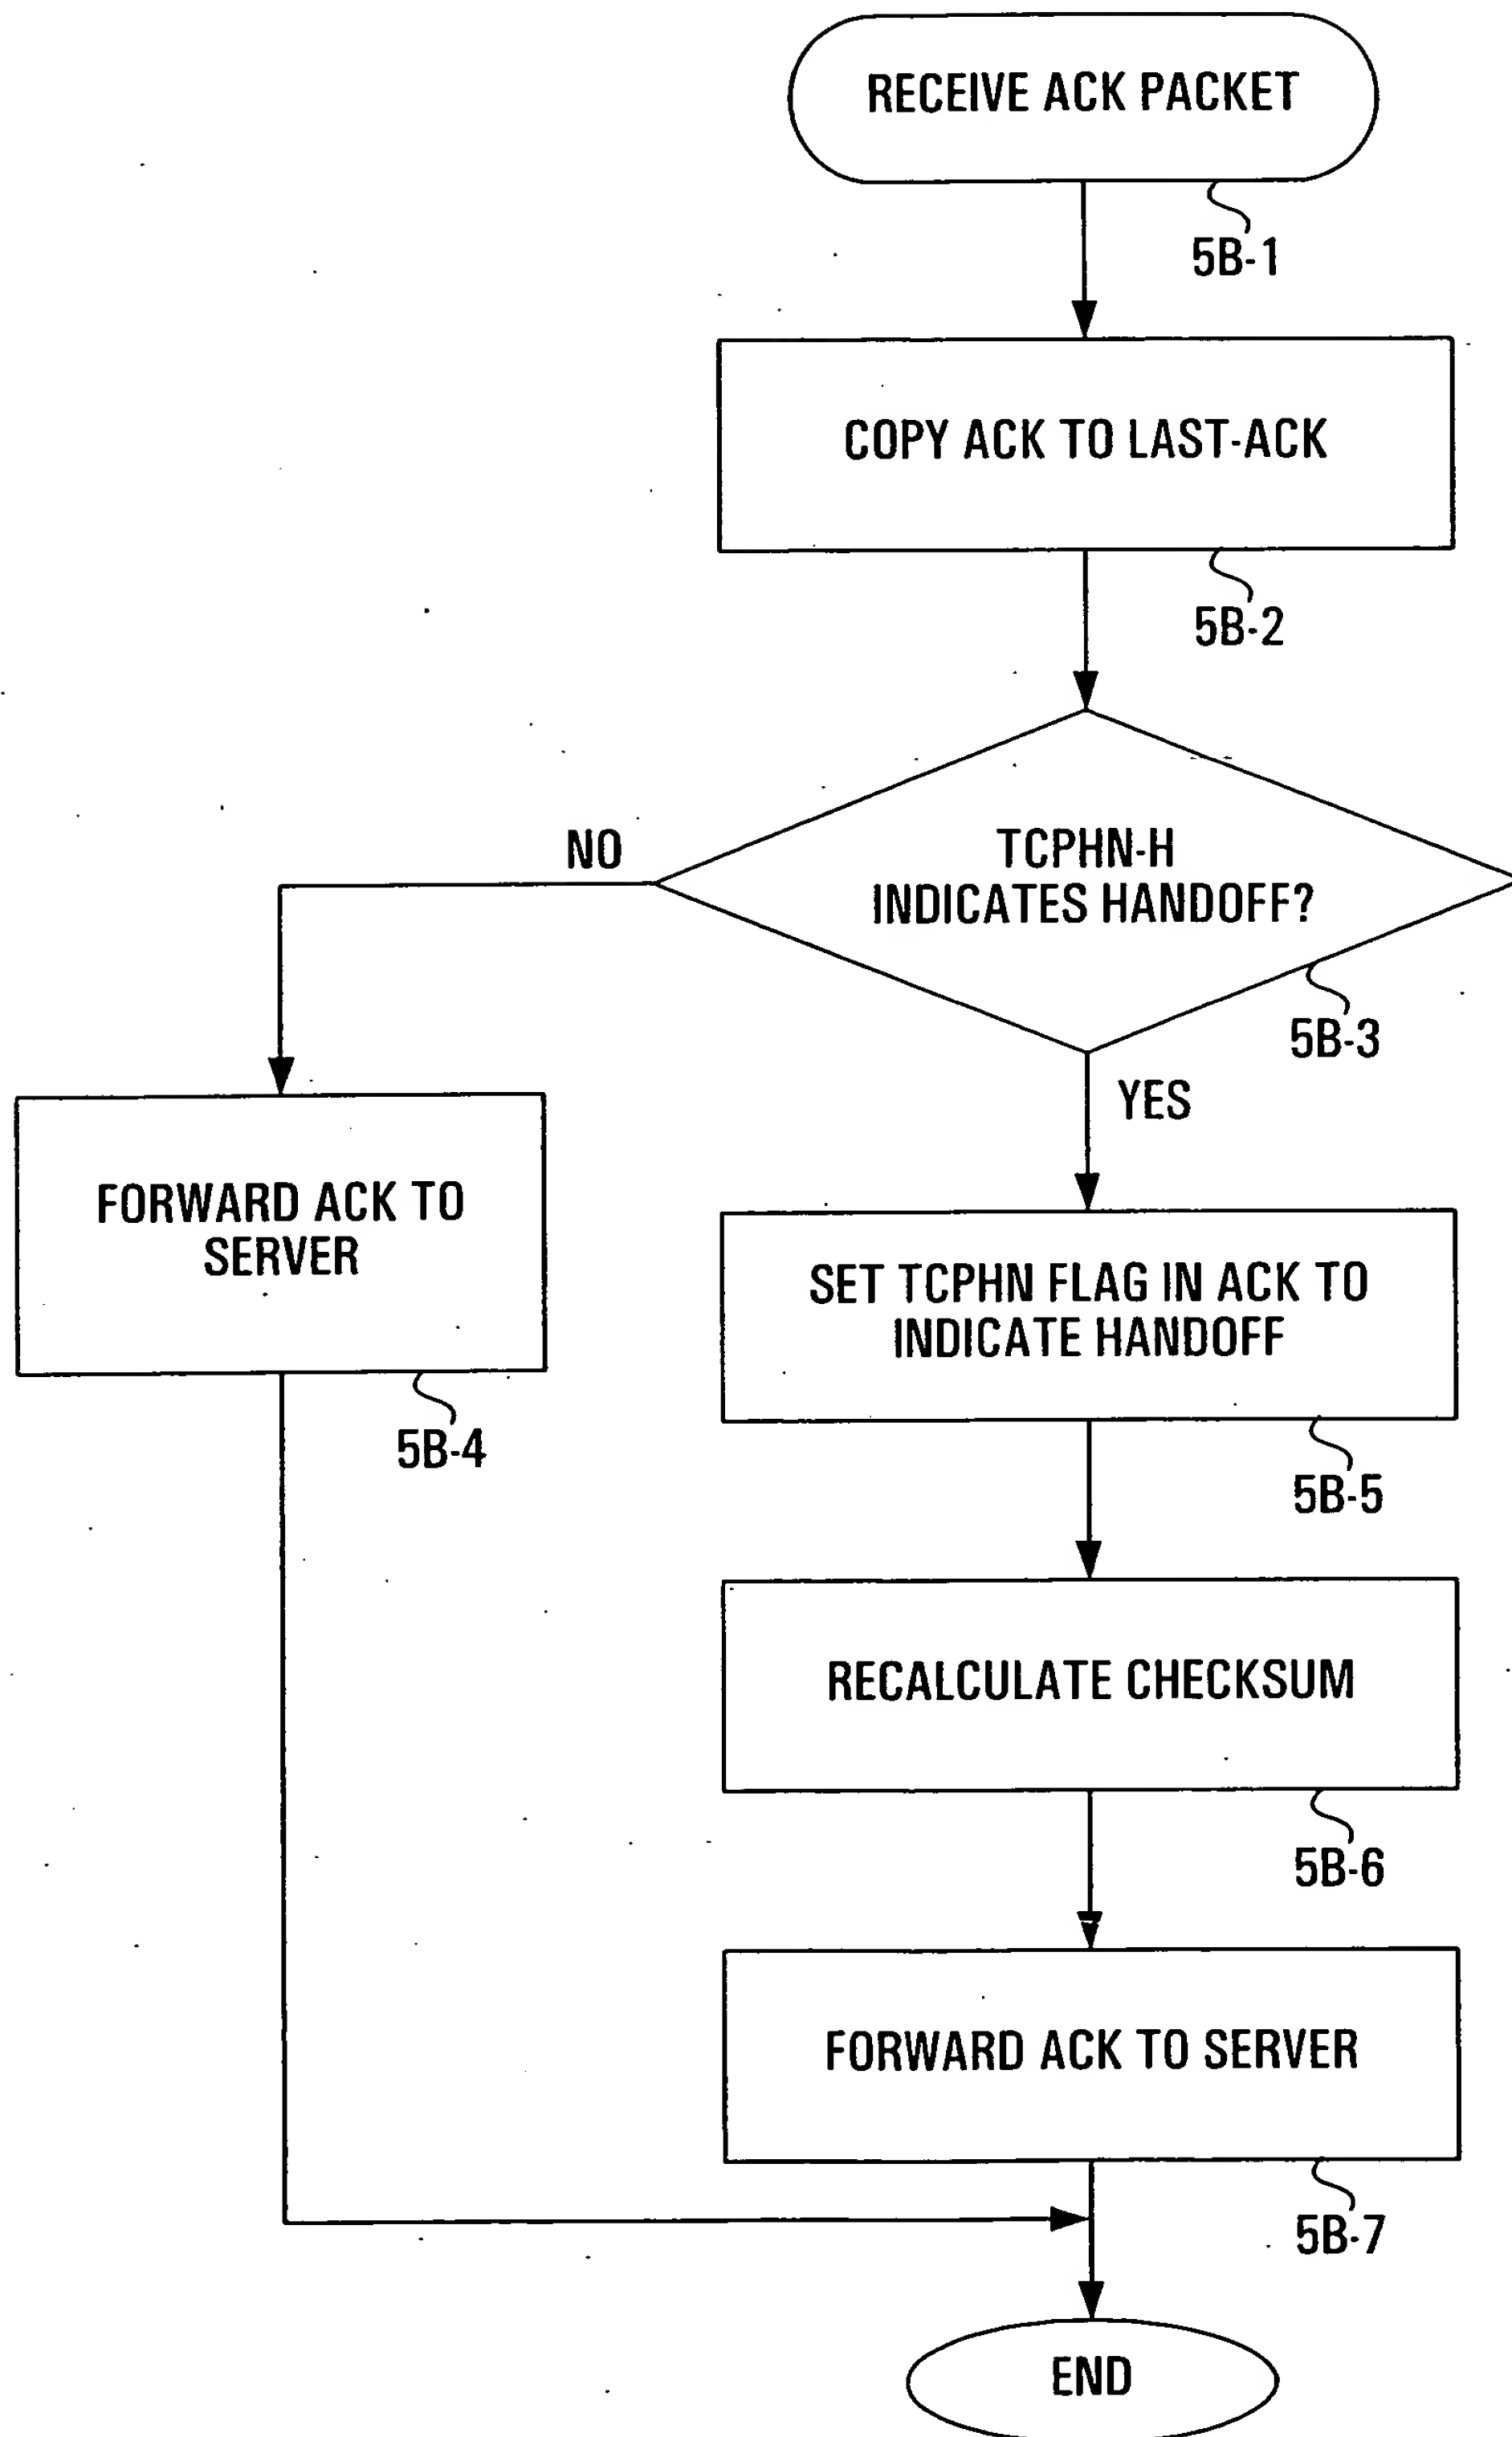 RECEIVE ACK PACKET
5B-1
COPY ACK TO LAST-ACK
5B-2
TCPHN-H
INDICATES HANDOFF?
NO
5B-3
YES
FORWARD ACK TO
SERVER
5B-4
SET TCPHN FLAG IN ACK TO
INDICATE HANDOFF
5B-5
RECALCULATE CHECKSUM
5B-6
FORWARD ACK TO SERVER
5B-7
END